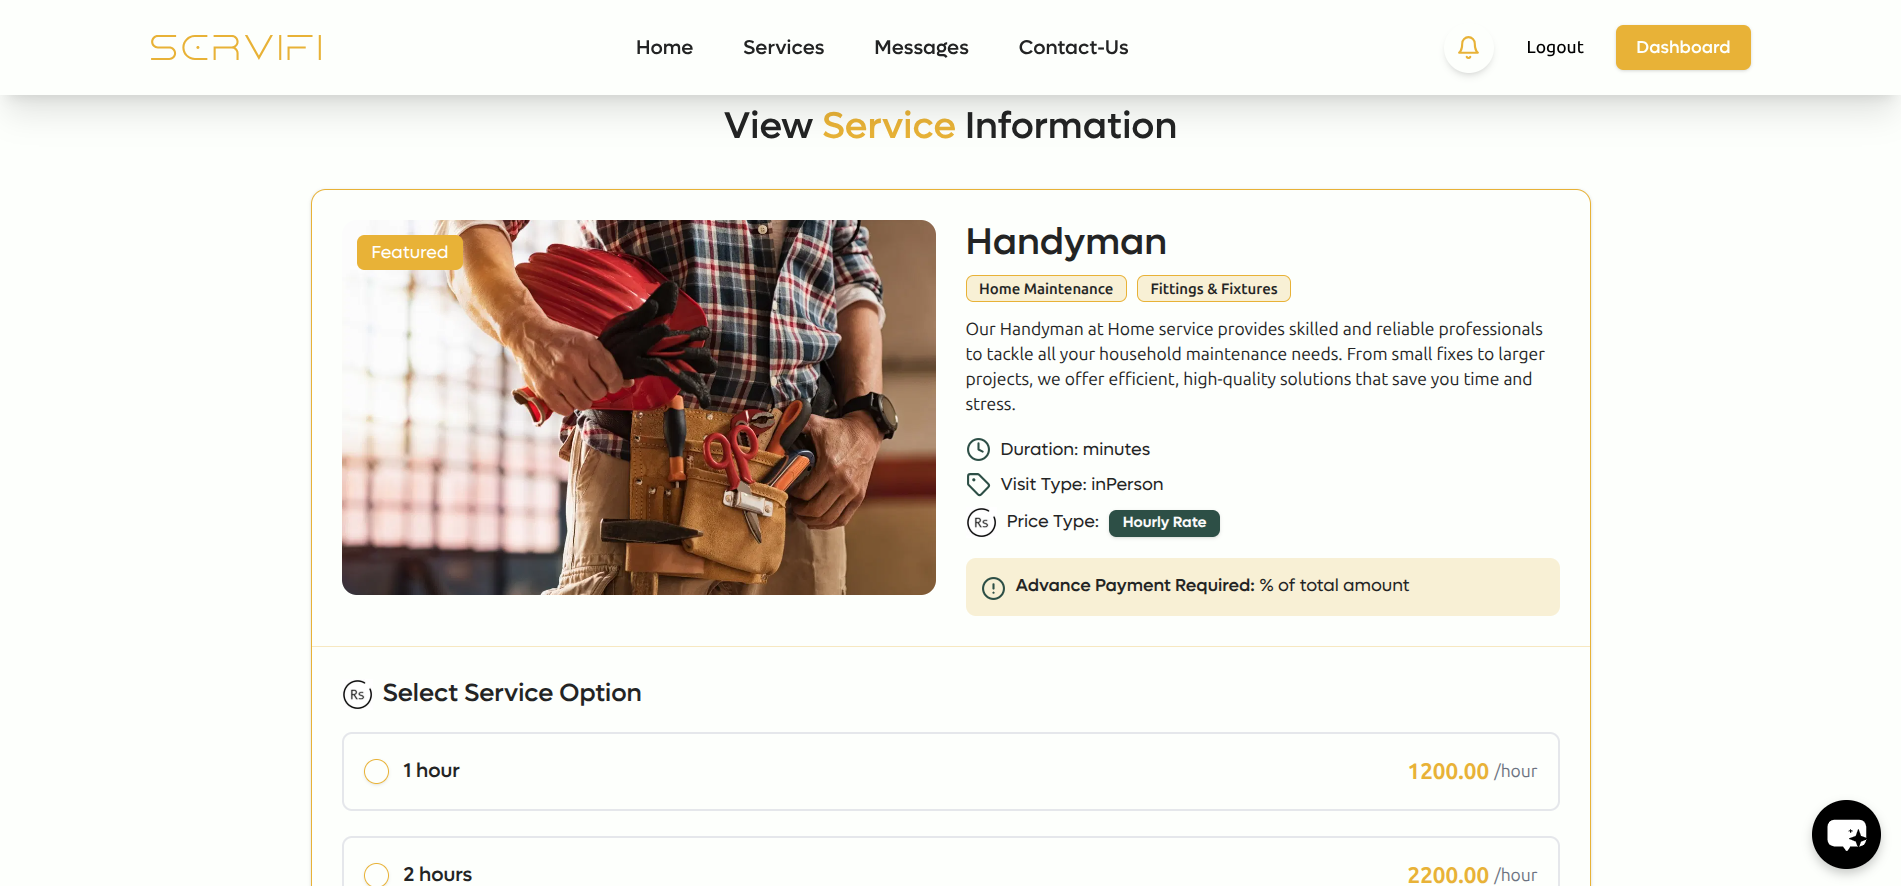 SERVIFI
Home Services Messages Contact-Us
Logout Dashboard
View Service Information
Featured
Handyman
Home Maintenance Fittings & Fixtures
Our Handyman at Home service provides skilled and reliable professionals
to tackle all your household maintenance needs. From small fixes to larger
projects, we offer efficient, high-quality solutions that save you time and
stress.
Duration: minutes
Visit Type: inPerson
Rs Price Type: Hourly Rate
Advance Payment Required: % of total amount
Rs Select Service Option
1 hour 1200.00 /hour
2 hours 2200.00 /hour